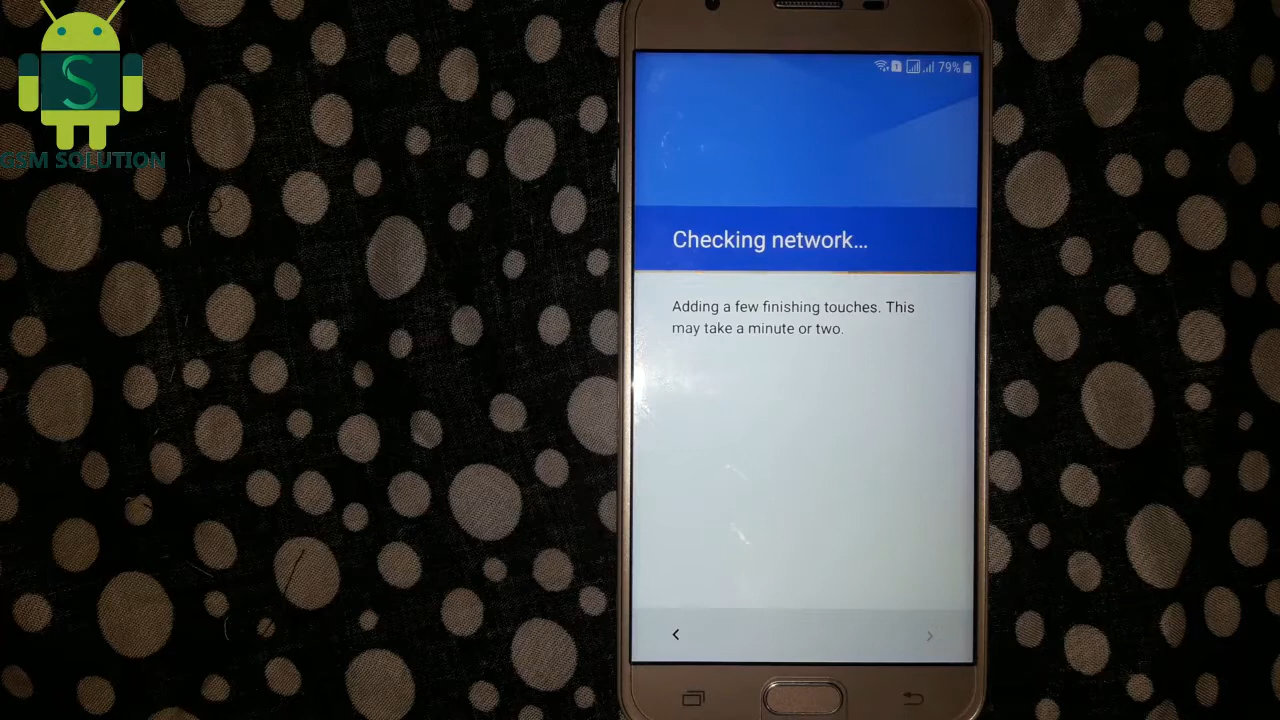 S
GSM SOLUTION
79%
Checking network...
Adding a few finishing touches. This
may take a minute or two.